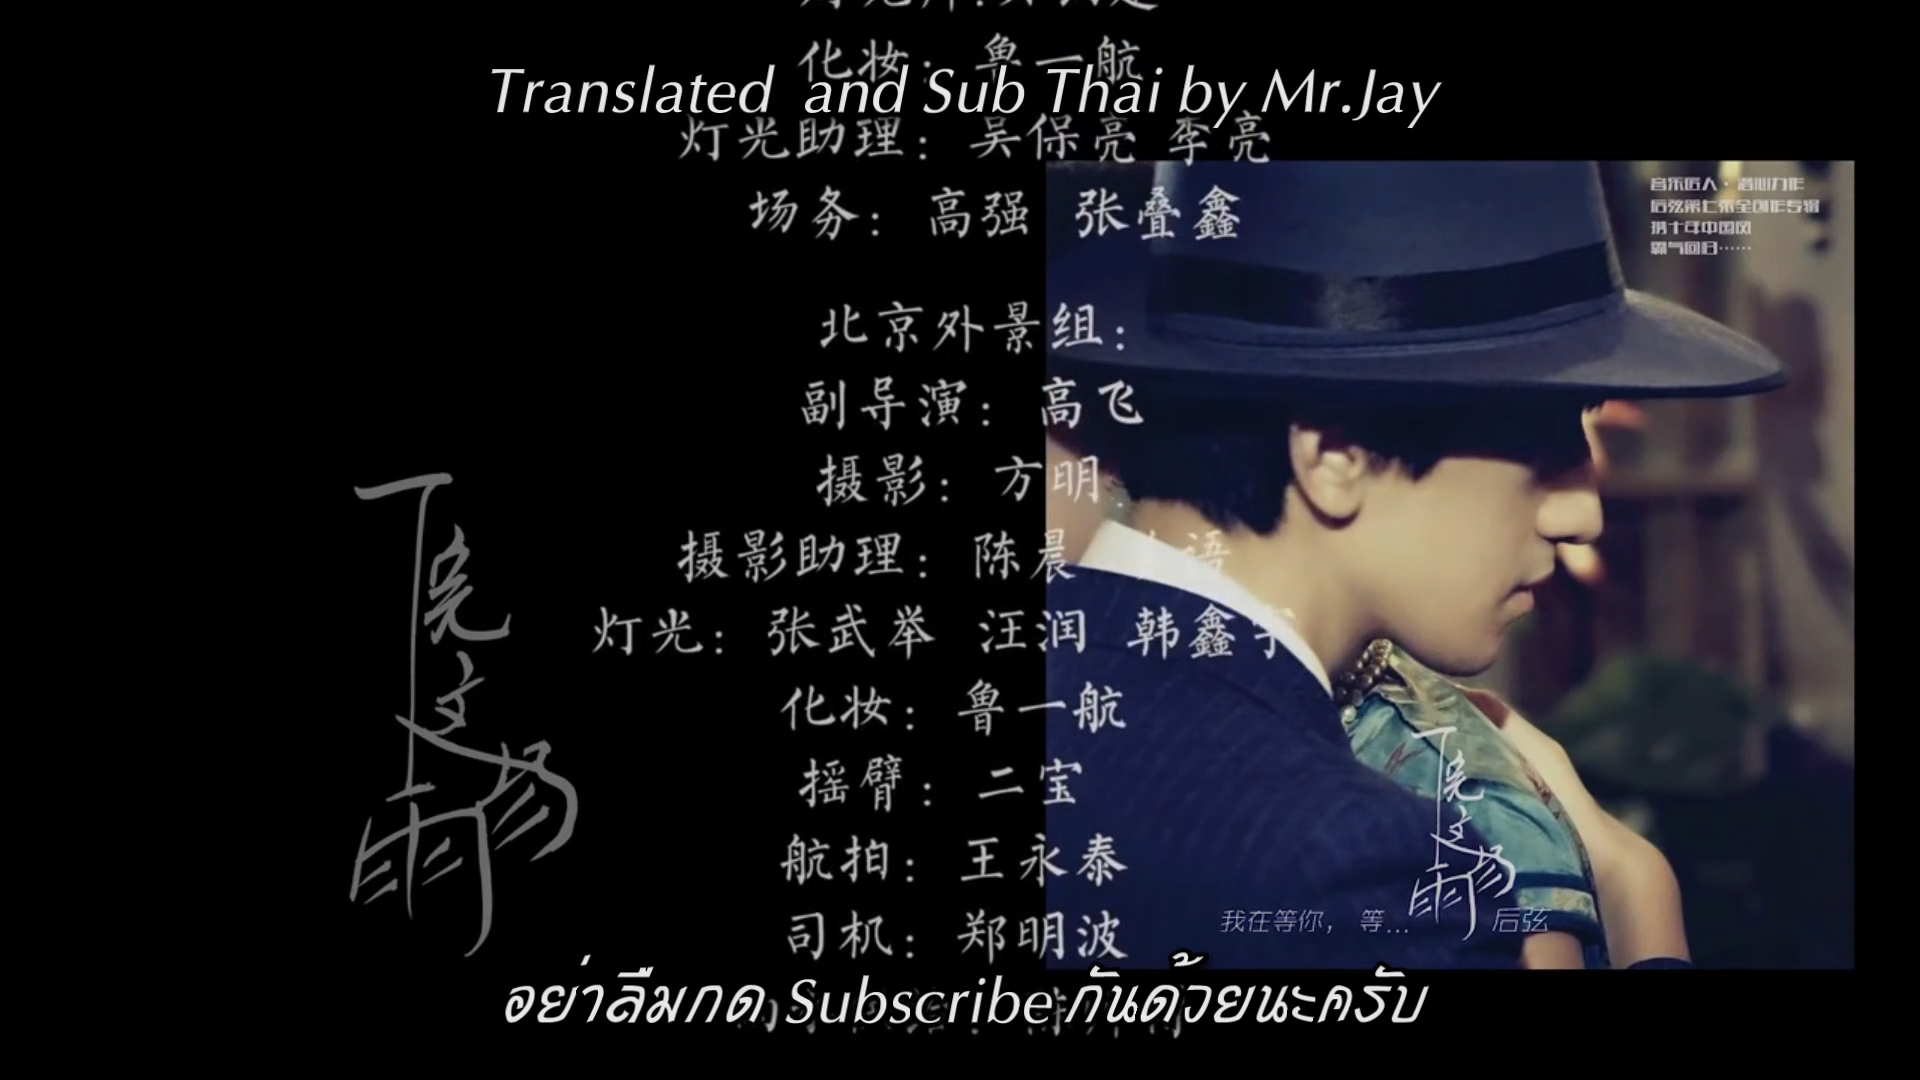 化妆：鲁一航
Translated and Sub Thai by Mr.Jay
灯光助理：吴保亮 李亮
场务：高强 张叠鑫
音乐匠人·潜心力作
后弦第七张全创作专辑
携十年中国风
霸气回归……
北京外景组：
副导演：高飞
摄影：方明
摄影助理：陈晨
灯光：张武举 汪润 韩鑫宇
化妆：鲁一航
摇臂：二宝
航拍：王永泰
司机：郑明波
我在等你， 等… 后弦
อย่าลืมกด Subscribe กันด้วยนะครับ